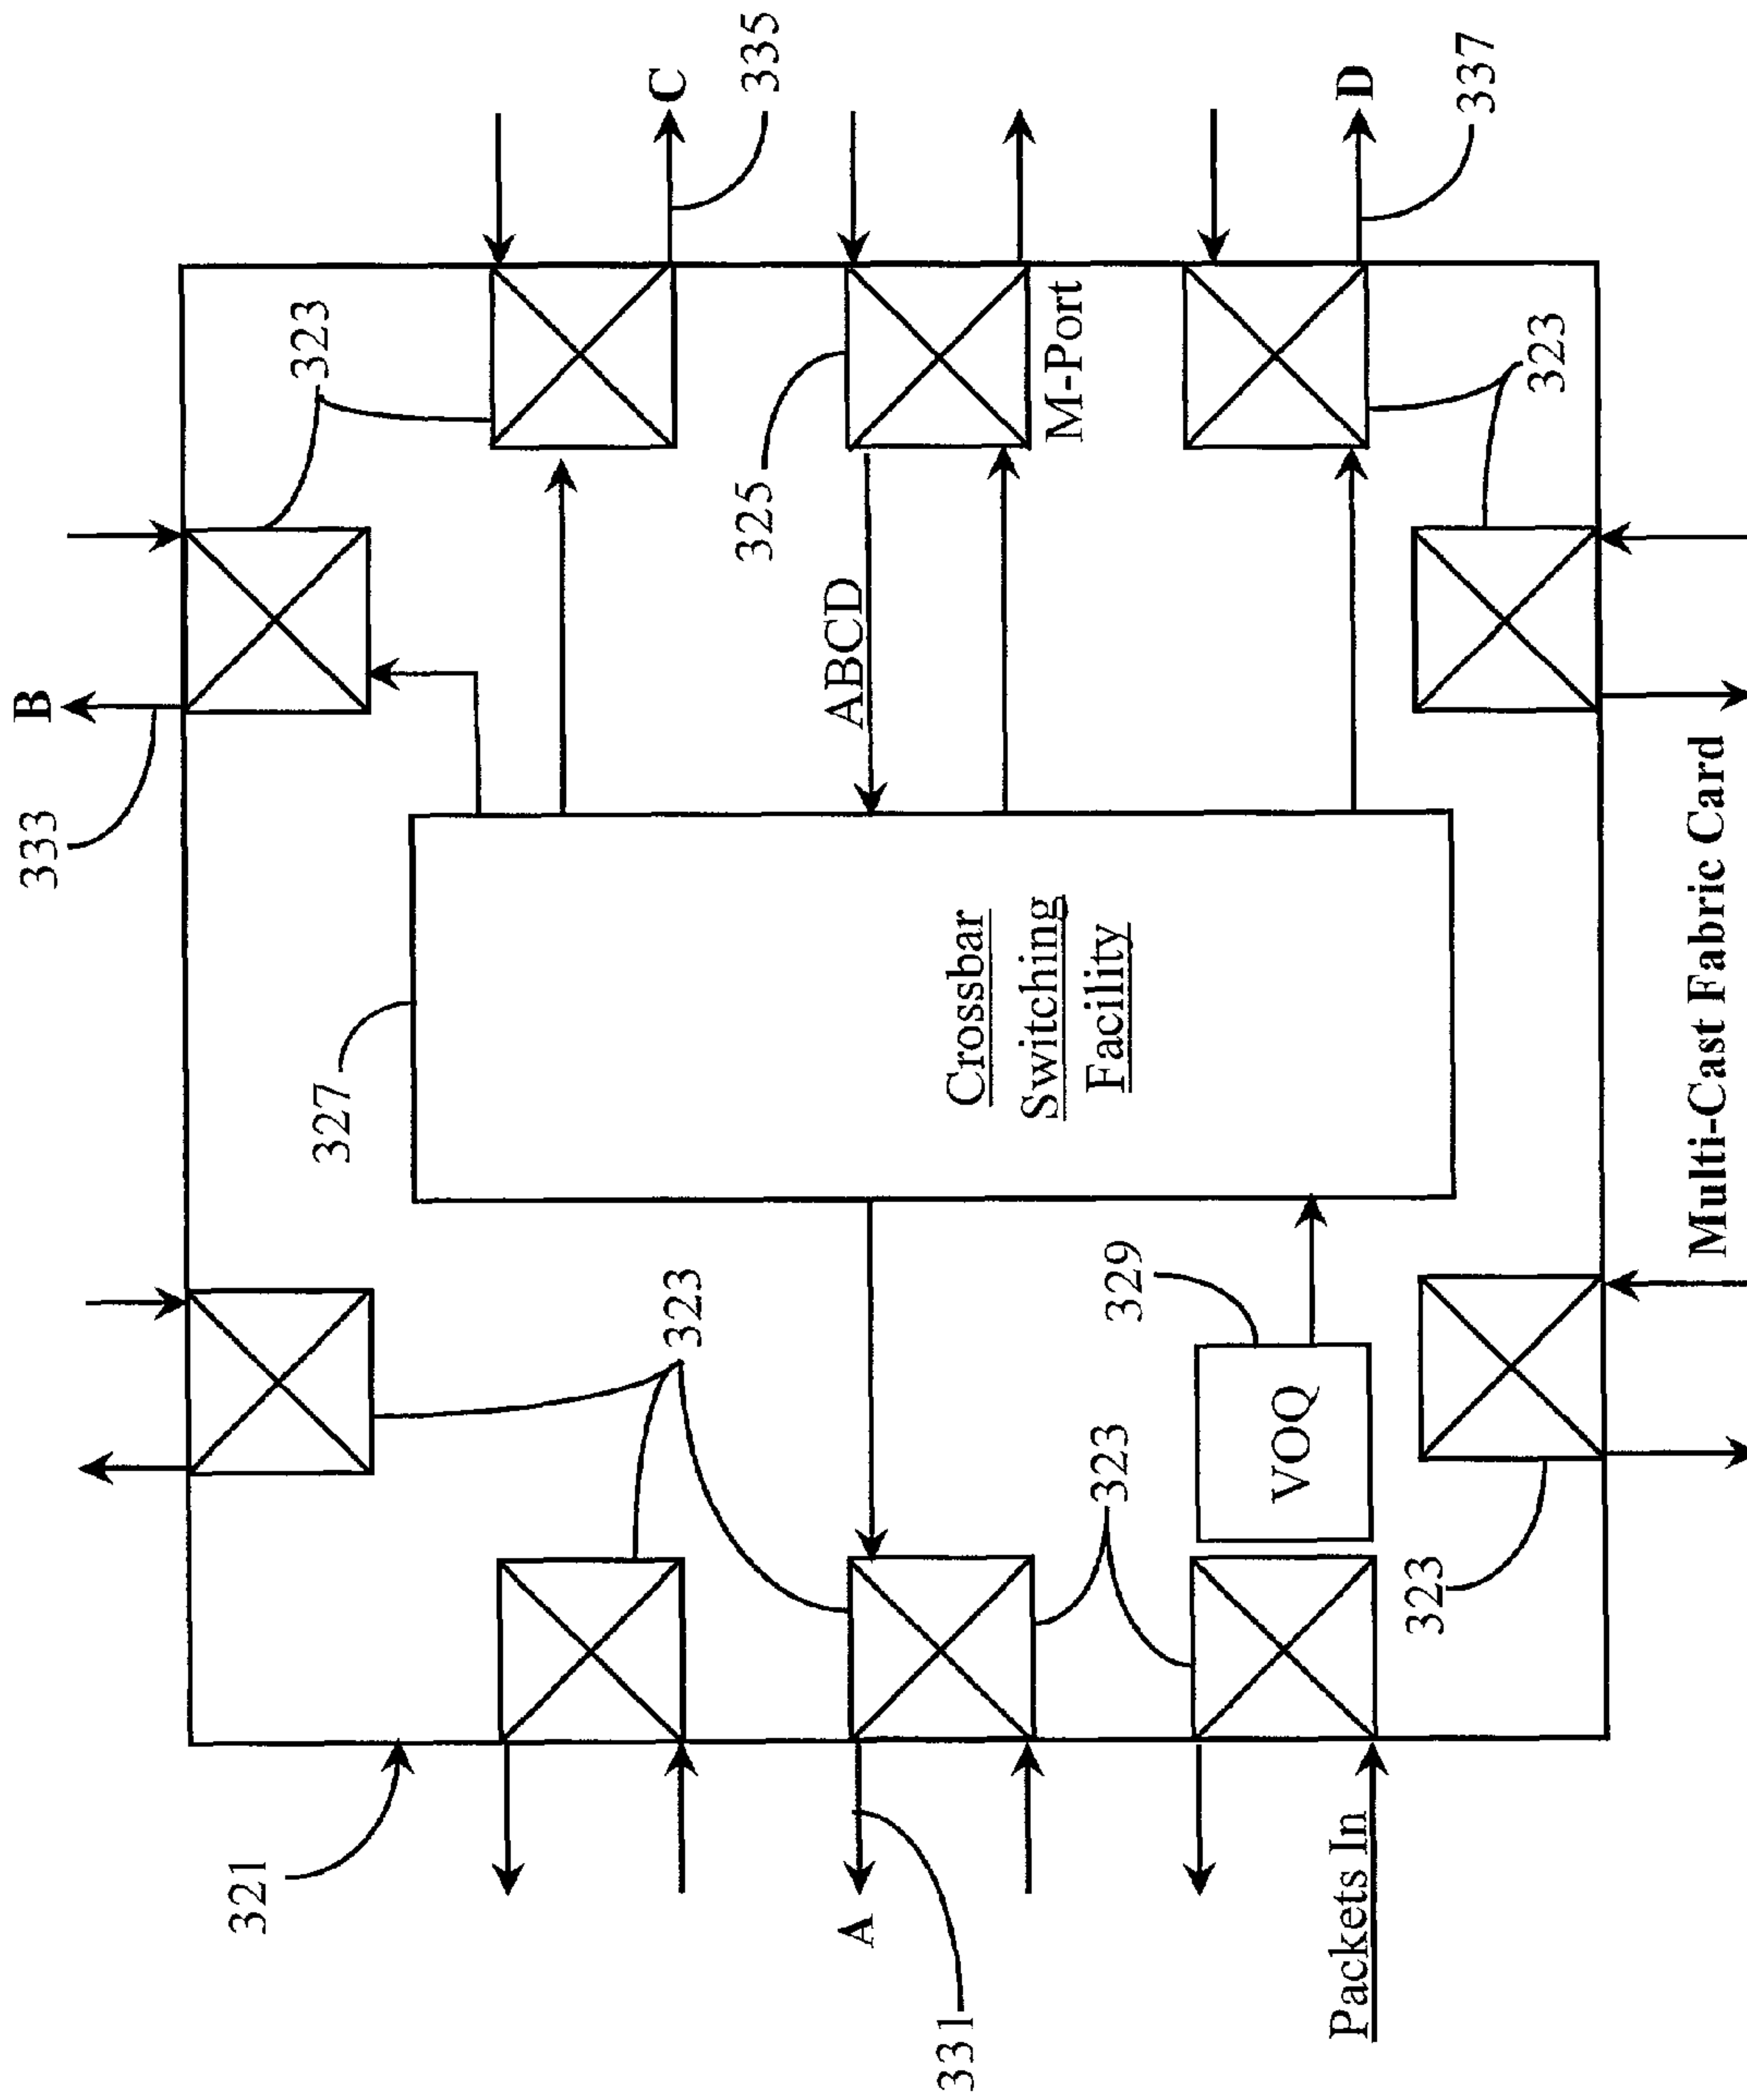 333
B
321
327
323
323
C
335
325
ABCD
A
331
Crossbar
Switching
Facility
M-Port
323
329
VOQ
Packets In
D
323
337
323
Multi-Cast Fabric Card